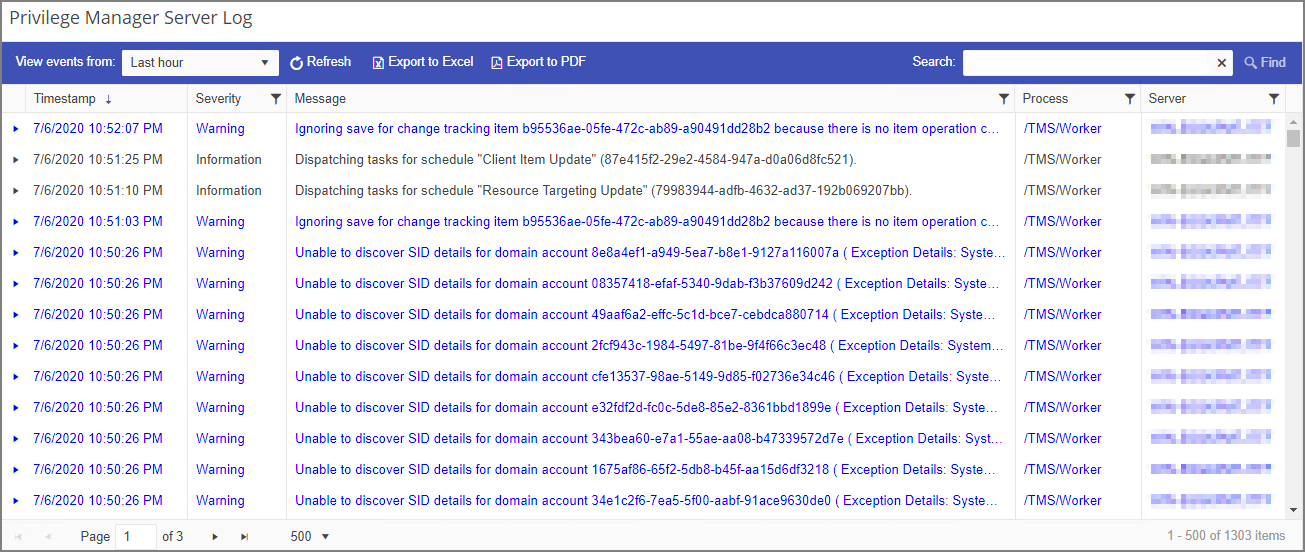 Privilege Manager Server Log
View events from: Last hour Refresh Export to Excel Export to PDF Search: Find
Timestamp ↓ Severity Message Process Server
7/6/2020 10:52:07 PM Warning Ignoring save for change tracking item b95536ae-05fe-472c-ab89-a90491dd28b2 because there is no item operation c... /TMS/Worker
7/6/2020 10:51:25 PM Information Dispatching tasks for schedule "Client Item Update" (87e415f2-29e2-4584-947a-d0a06d8fc521). /TMS/Worker
7/6/2020 10:51:10 PM Information Dispatching tasks for schedule "Resource Targeting Update" (79983944-adfb-4632-ad37-192b069207bb). /TMS/Worker
7/6/2020 10:51:03 PM Warning Ignoring save for change tracking item b95536ae-05fe-472c-ab89-a90491dd28b2 because there is no item operation c... /TMS/Worker
7/6/2020 10:50:26 PM Warning Unable to discover SID details for domain account 8e8a4ef1-a949-5ea7-b8e1-9127a116007a ( Exception Details: Syste... /TMS/Worker
7/6/2020 10:50:26 PM Warning Unable to discover SID details for domain account 08357418-efaf-5340-9dab-f3b37609d242 ( Exception Details: System... /TMS/Worker
7/6/2020 10:50:26 PM Warning Unable to discover SID details for domain account 49aaf6a2-effc-5c1d-bce7-cebdca880714 ( Exception Details: Syste... /TMS/Worker
7/6/2020 10:50:26 PM Warning Unable to discover SID details for domain account 2fcf943c-1984-5497-81be-9f4f66c3ec48 ( Exception Details: System... /TMS/Worker
7/6/2020 10:50:26 PM Warning Unable to discover SID details for domain account cfe13537-98ae-5149-9d85-f02736e34c46 ( Exception Details: Syste... /TMS/Worker
7/6/2020 10:50:26 PM Warning Unable to discover SID details for domain account e32fdf2d-fc0c-5de8-85e2-8361bbd1899e ( Exception Details: Syste... /TMS/Worker
7/6/2020 10:50:26 PM Warning Unable to discover SID details for domain account 343bea60-e7a1-55ae-aa08-b47339572d7e ( Exception Details: Syst... /TMS/Worker
7/6/2020 10:50:26 PM Warning Unable to discover SID details for domain account 1675af86-65f2-5db8-b45f-aa15d6df3218 ( Exception Details: Syste... /TMS/Worker
7/6/2020 10:50:26 PM Warning Unable to discover SID details for domain account 34e1c2f6-7ea5-5f00-aabf-91ace9630de0 ( Exception Details: Syste... /TMS/Worker
Page 1 of 3 500 1 - 500 of 1303 items